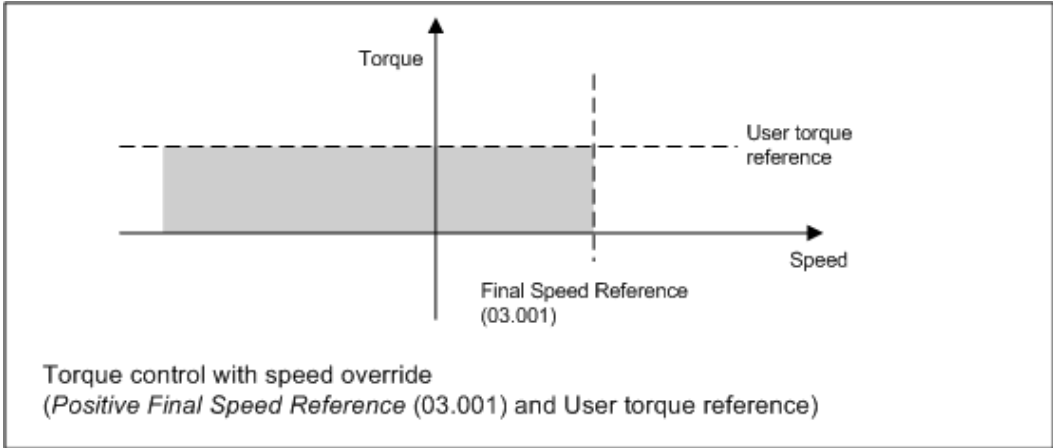 Torque
User torque
reference
Speed
Final Speed Reference
(03.001)
Torque control with speed override
(Positive Final Speed Reference (03.001) and User torque reference)